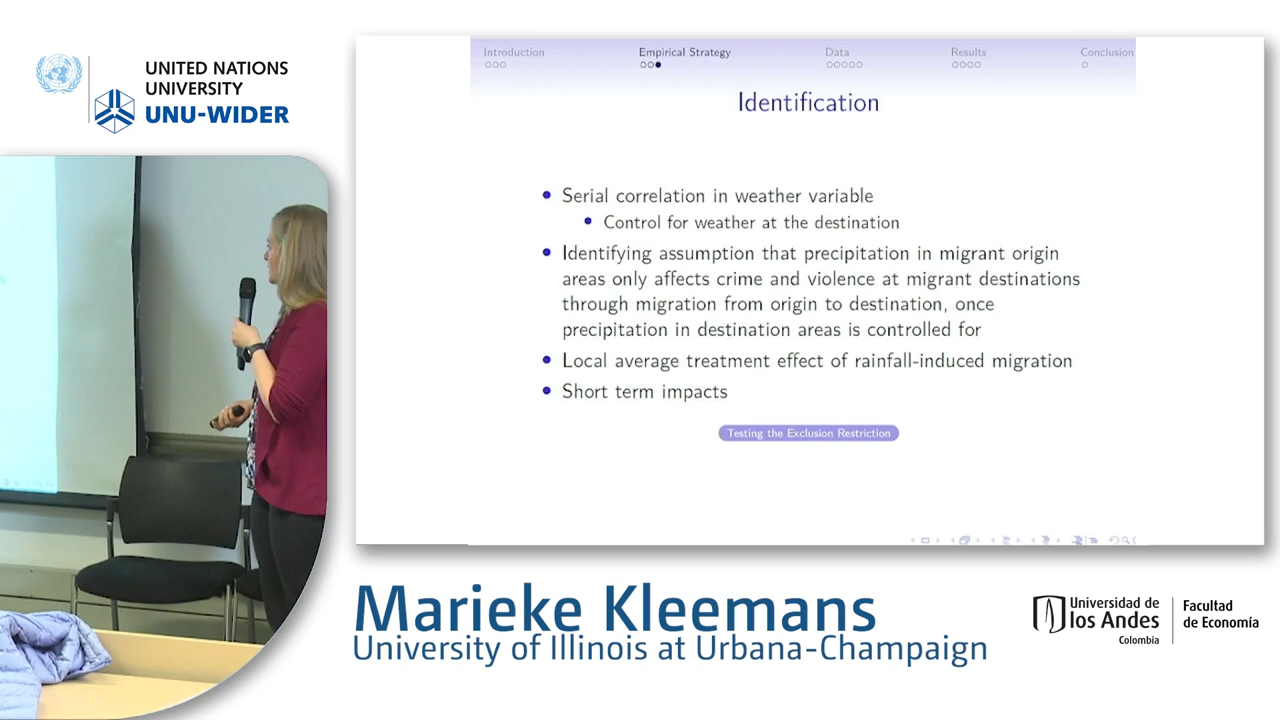 UNITED NATIONS
UNIVERSITY
UNU-WIDER
Introduction
Empirical Strategy
Data
Results
Conclusion
Identification
Serial correlation in weather variable
Control for weather at the destination
Identifying assumption that precipitation in migrant origin
areas only affects crime and violence at migrant destinations
through migration from origin to destination, once
precipitation in destination areas is controlled for
Local average treatment effect of rainfall-induced migration
Short term impacts
Testing the Exclusion Restriction
Marieke Kleemans
University of Illinois at Urbana-Champaign
Universidad de
los Andes
Colombia
Facultad
de Economía